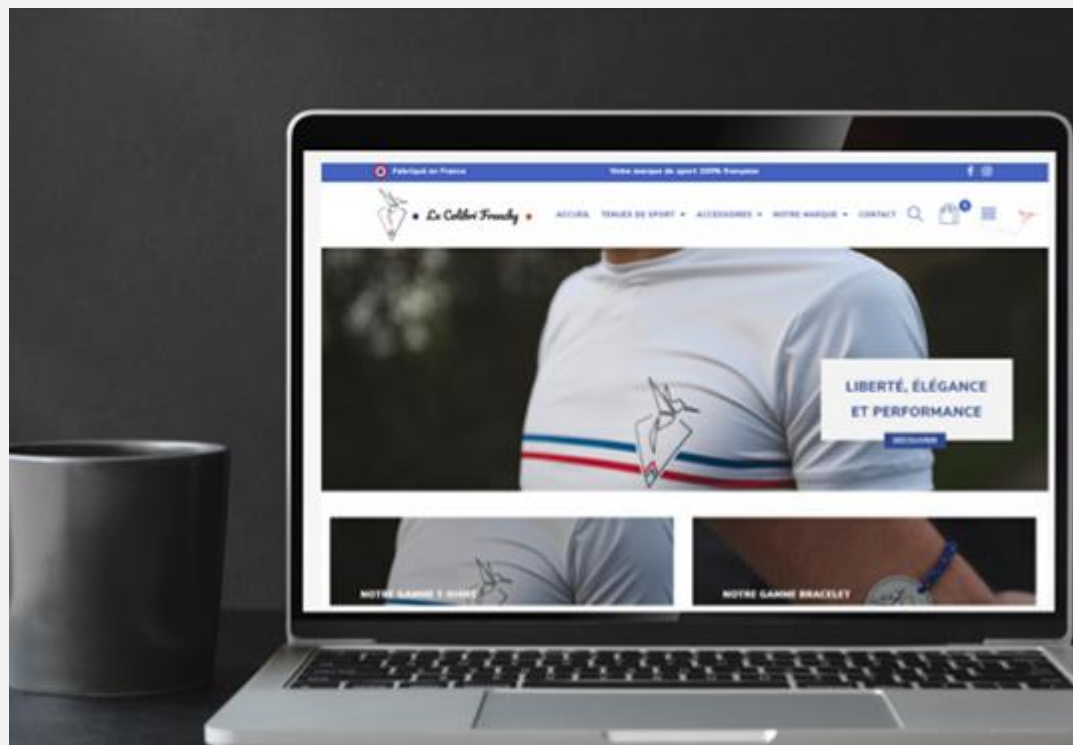 Fabriqué en France
Votre marque de sport 100% française
Le Colibri Frenchy
ACCUEIL TENUES DE SPORT ACCESSOIRES NOTRE MARQUE CONTACT
LIBERTÉ, ÉLÉGANCE
ET PERFORMANCE
DÉCOUVRIR
NOTRE GAMME T-SHIRT
NOTRE GAMME BRACELET